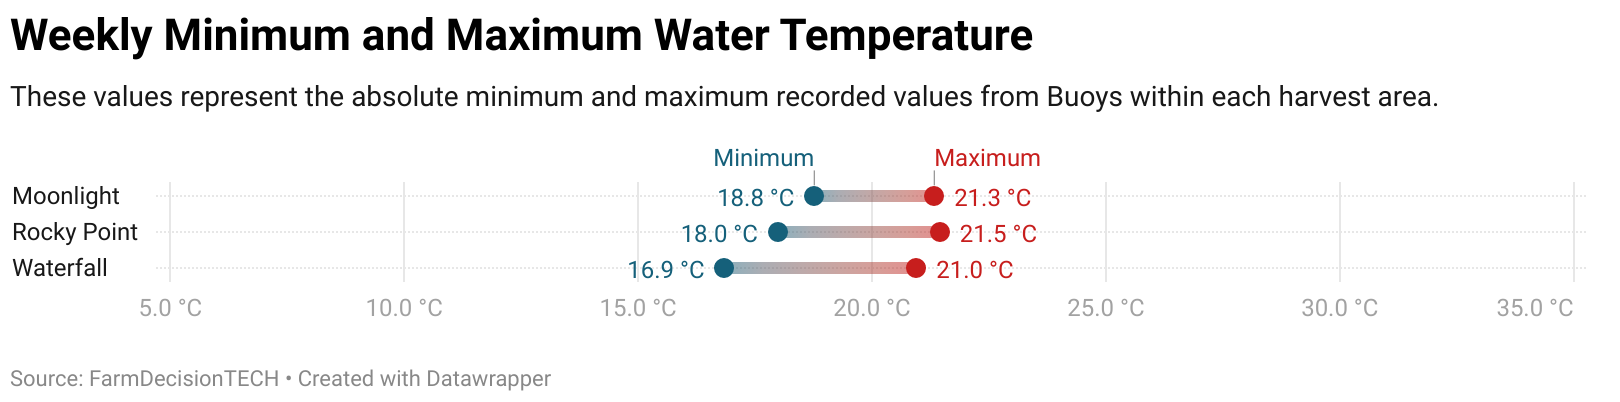 Weekly Minimum and Maximum Water Temperature
These values represent the absolute minimum and maximum recorded values from Buoys within each harvest area.
Minimum Maximum
Moonlight 18.8 °C 21.3 °C
Rocky Point 18.0 °C 21.5 °C
Waterfall 16.9 °C 21.0 °C
5.0 °C 10.0 °C 15.0 °C 20.0 °C 25.0 °C 30.0 °C 35.0 °C
Source: FarmDecisionTECH • Created with Datawrapper